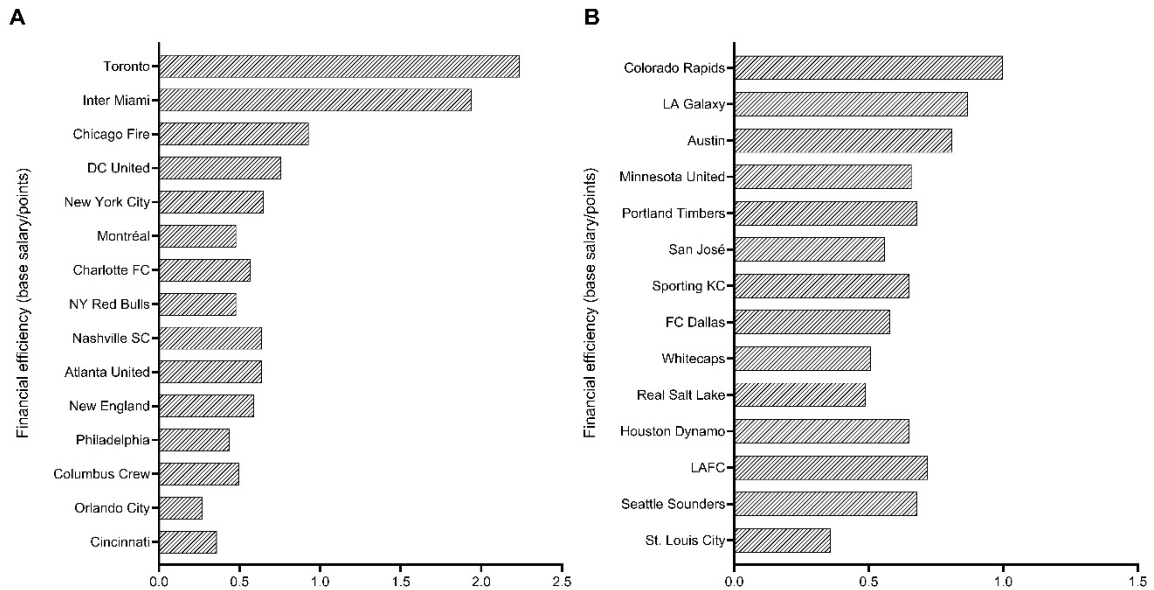 A
Financial efficiency (base salary/points)
Toronto
Inter Miami
Chicago Fire
DC United
New York City
Montréal
Charlotte FC
NY Red Bulls
Nashville SC
Atlanta United
New England
Philadelphia
Columbus Crew
Orlando City
Cincinnati
0.0 0.5 1.0 1.5 2.0 2.5
B
Financial efficiency (base salary/points)
Colorado Rapids
LA Galaxy
Austin
Minnesota United
Portland Timbers
San José
Sporting KC
FC Dallas
Whitecaps
Real Salt Lake
Houston Dynamo
LAFC
Seattle Sounders
St. Louis City
0.0 0.5 1.0 1.5